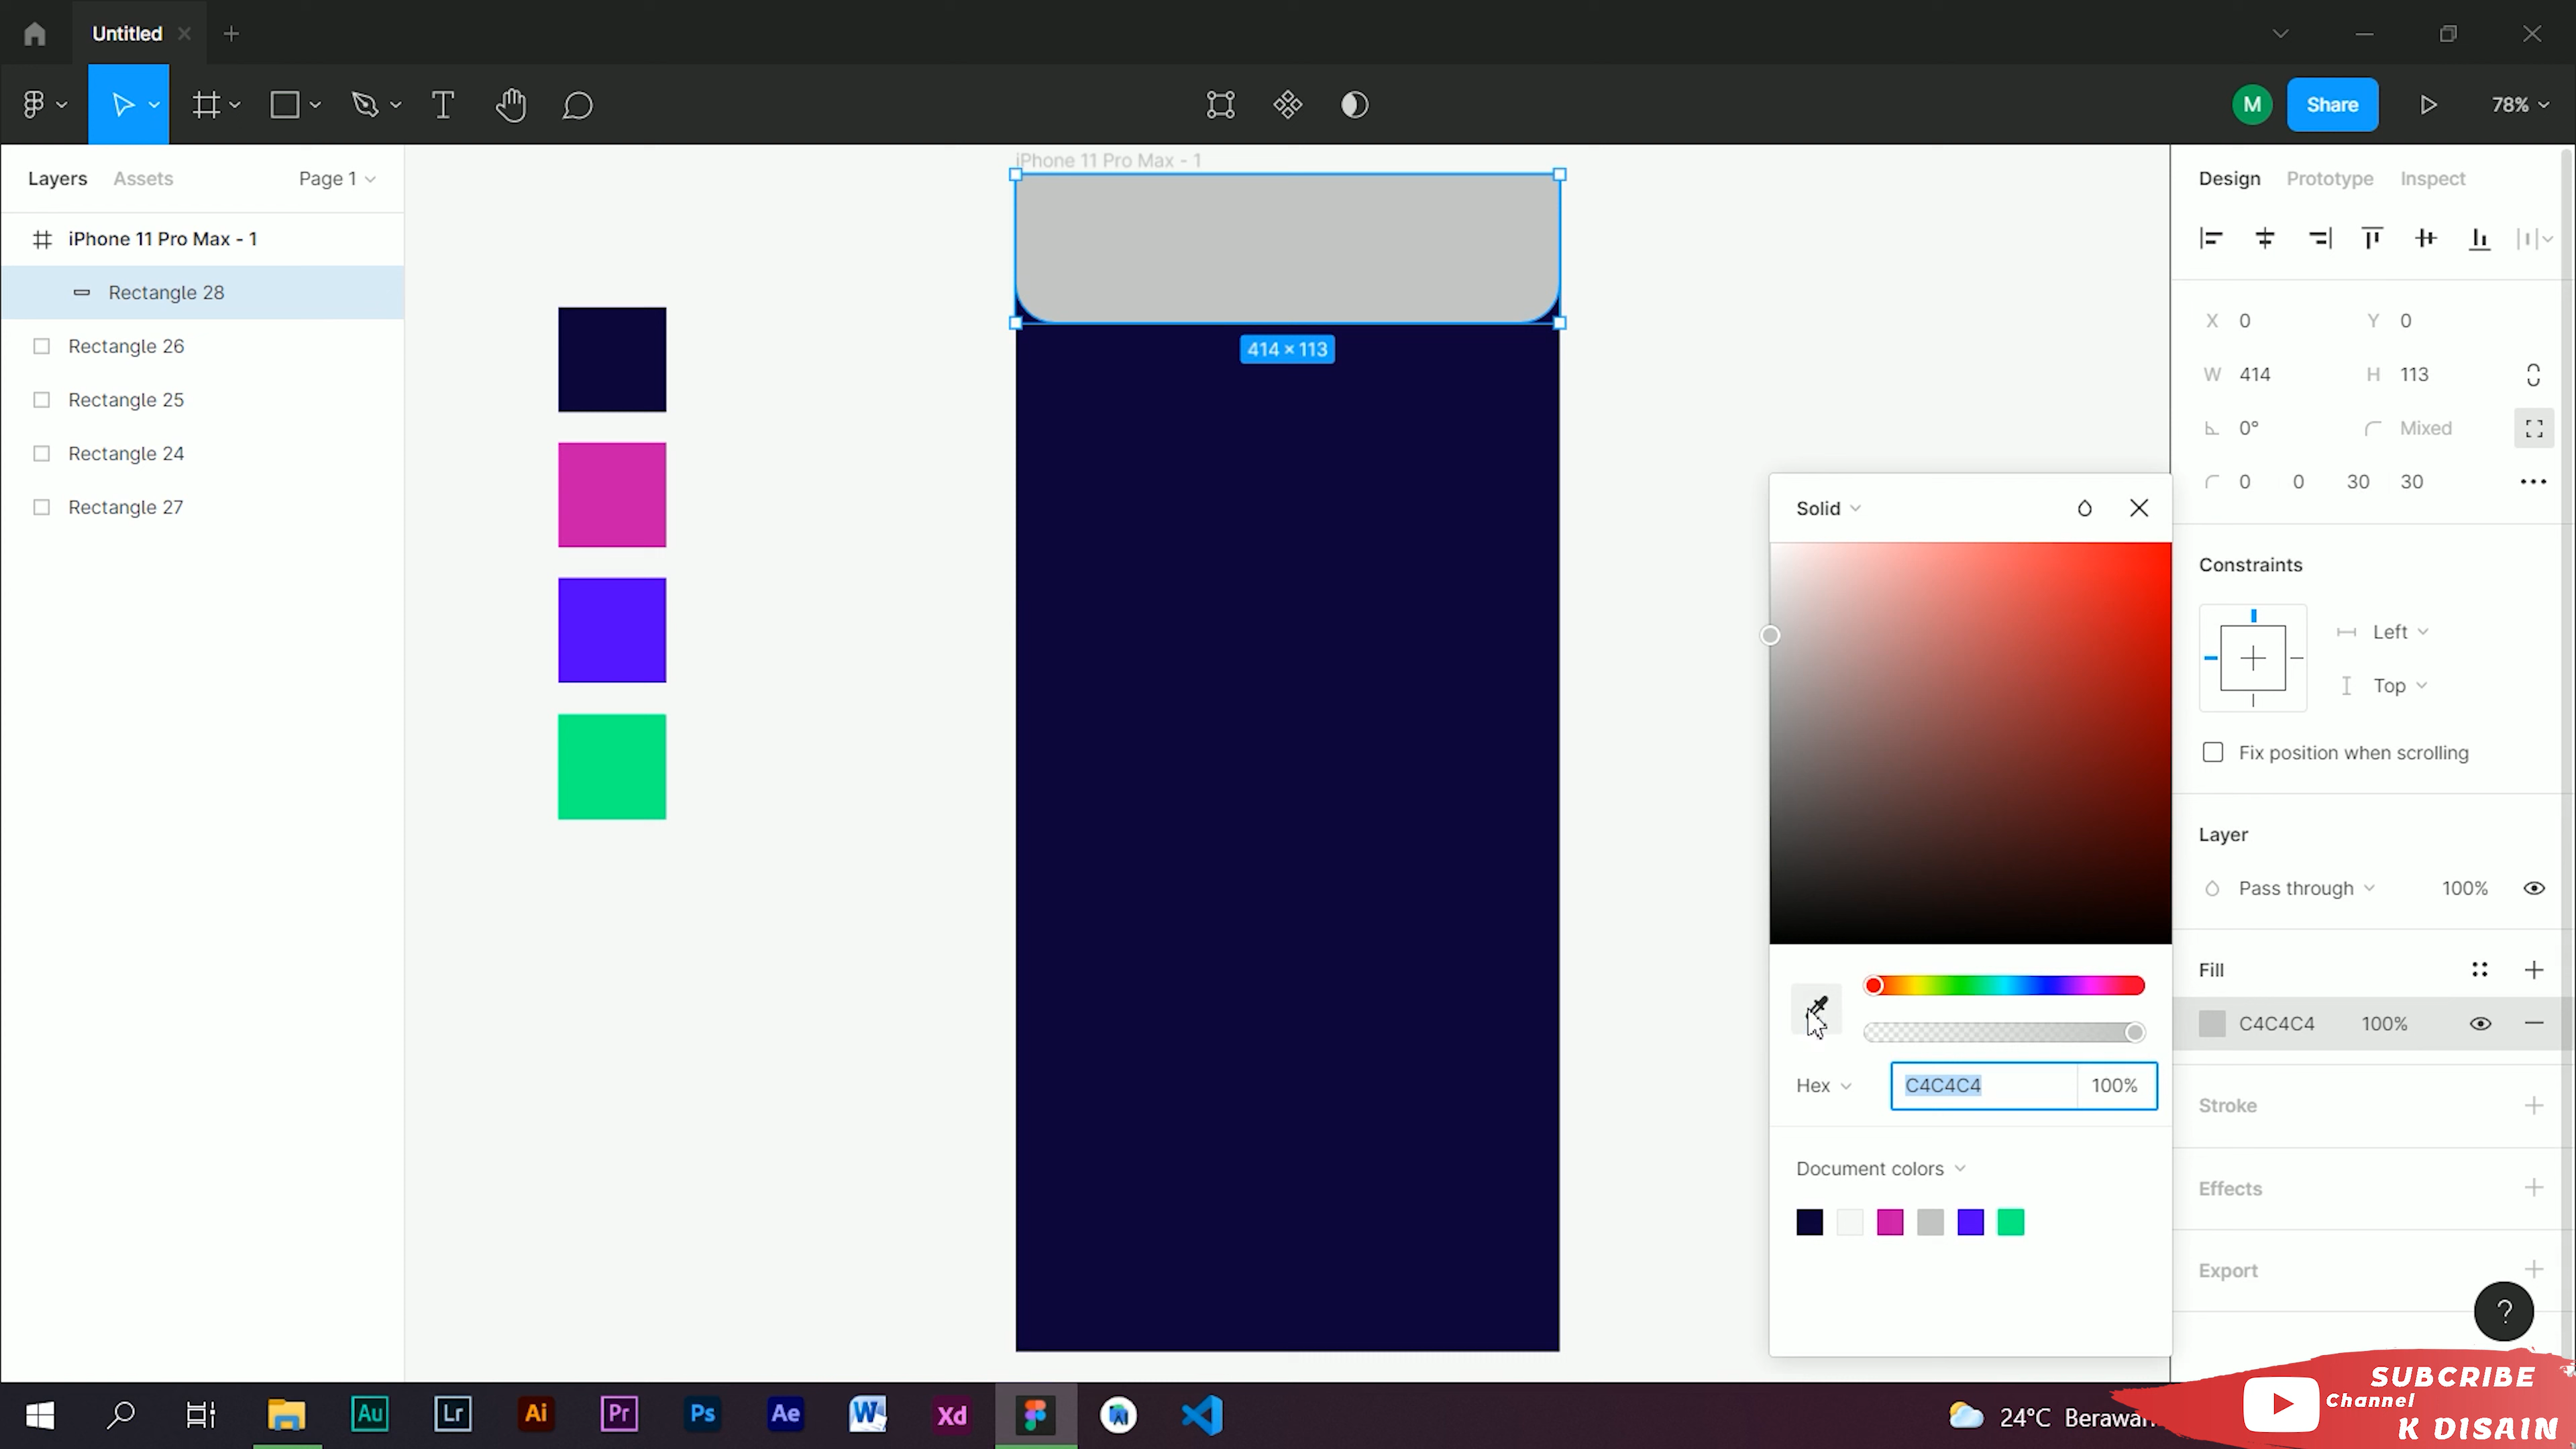 Untitled
M
Share
78%
Layers
Assets
Page 1
iPhone 11 Pro Max - 1
Rectangle 28
Rectangle 26
Rectangle 25
Rectangle 24
Rectangle 27
iPhone 11 Pro Max - 1
414 × 113
Design
Prototype
Inspect
X 0
Y 0
W 414
H 113
0°
Mixed
0 0 30 30
Constraints
Left
Top
Fix position when scrolling
Layer
Pass through 100%
Fill
C4C4C4 100%
Stroke
Effects
Export
?
Solid
Hex C4C4C4 100%
Document colors
Au
Lr
Ai
Pr
Ps
Ae
W
Xd
24°C
SUBCRIBE
Channel
K DISAIN